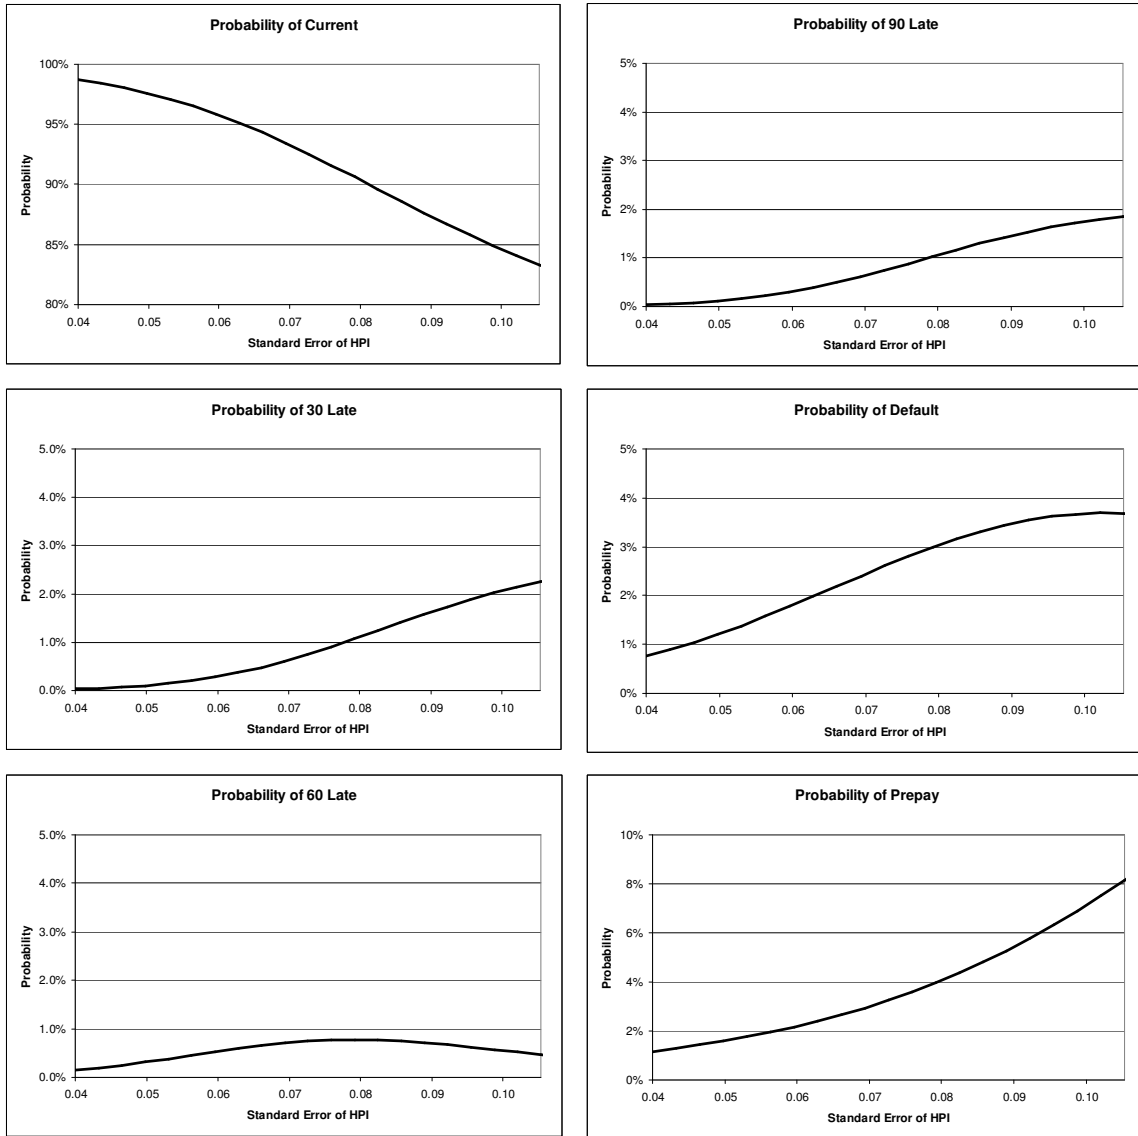 Probability of Current
100%
95%
90%
85%
80%
Probability
0.04 0.05 0.06 0.07 0.08 0.09 0.10
Standard Error of HPI
Probability of 90 Late
5%
4%
3%
2%
1%
0%
Probability
0.04 0.05 0.06 0.07 0.08 0.09 0.10
Standard Error of HPI
Probability of 30 Late
5.0%
4.0%
3.0%
2.0%
1.0%
0.0%
Probability
0.04 0.05 0.06 0.07 0.08 0.09 0.10
Standard Error of HPI
Probability of Default
5%
4%
3%
2%
1%
0%
Probability
0.04 0.05 0.06 0.07 0.08 0.09 0.10
Standard Error of HPI
Probability of 60 Late
5.0%
4.0%
3.0%
2.0%
1.0%
0.0%
Probability
0.04 0.05 0.06 0.07 0.08 0.09 0.10
Standard Error of HPI
Probability of Prepay
10%
8%
6%
4%
2%
0%
Probability
0.04 0.05 0.06 0.07 0.08 0.09 0.10
Standard Error of HPI